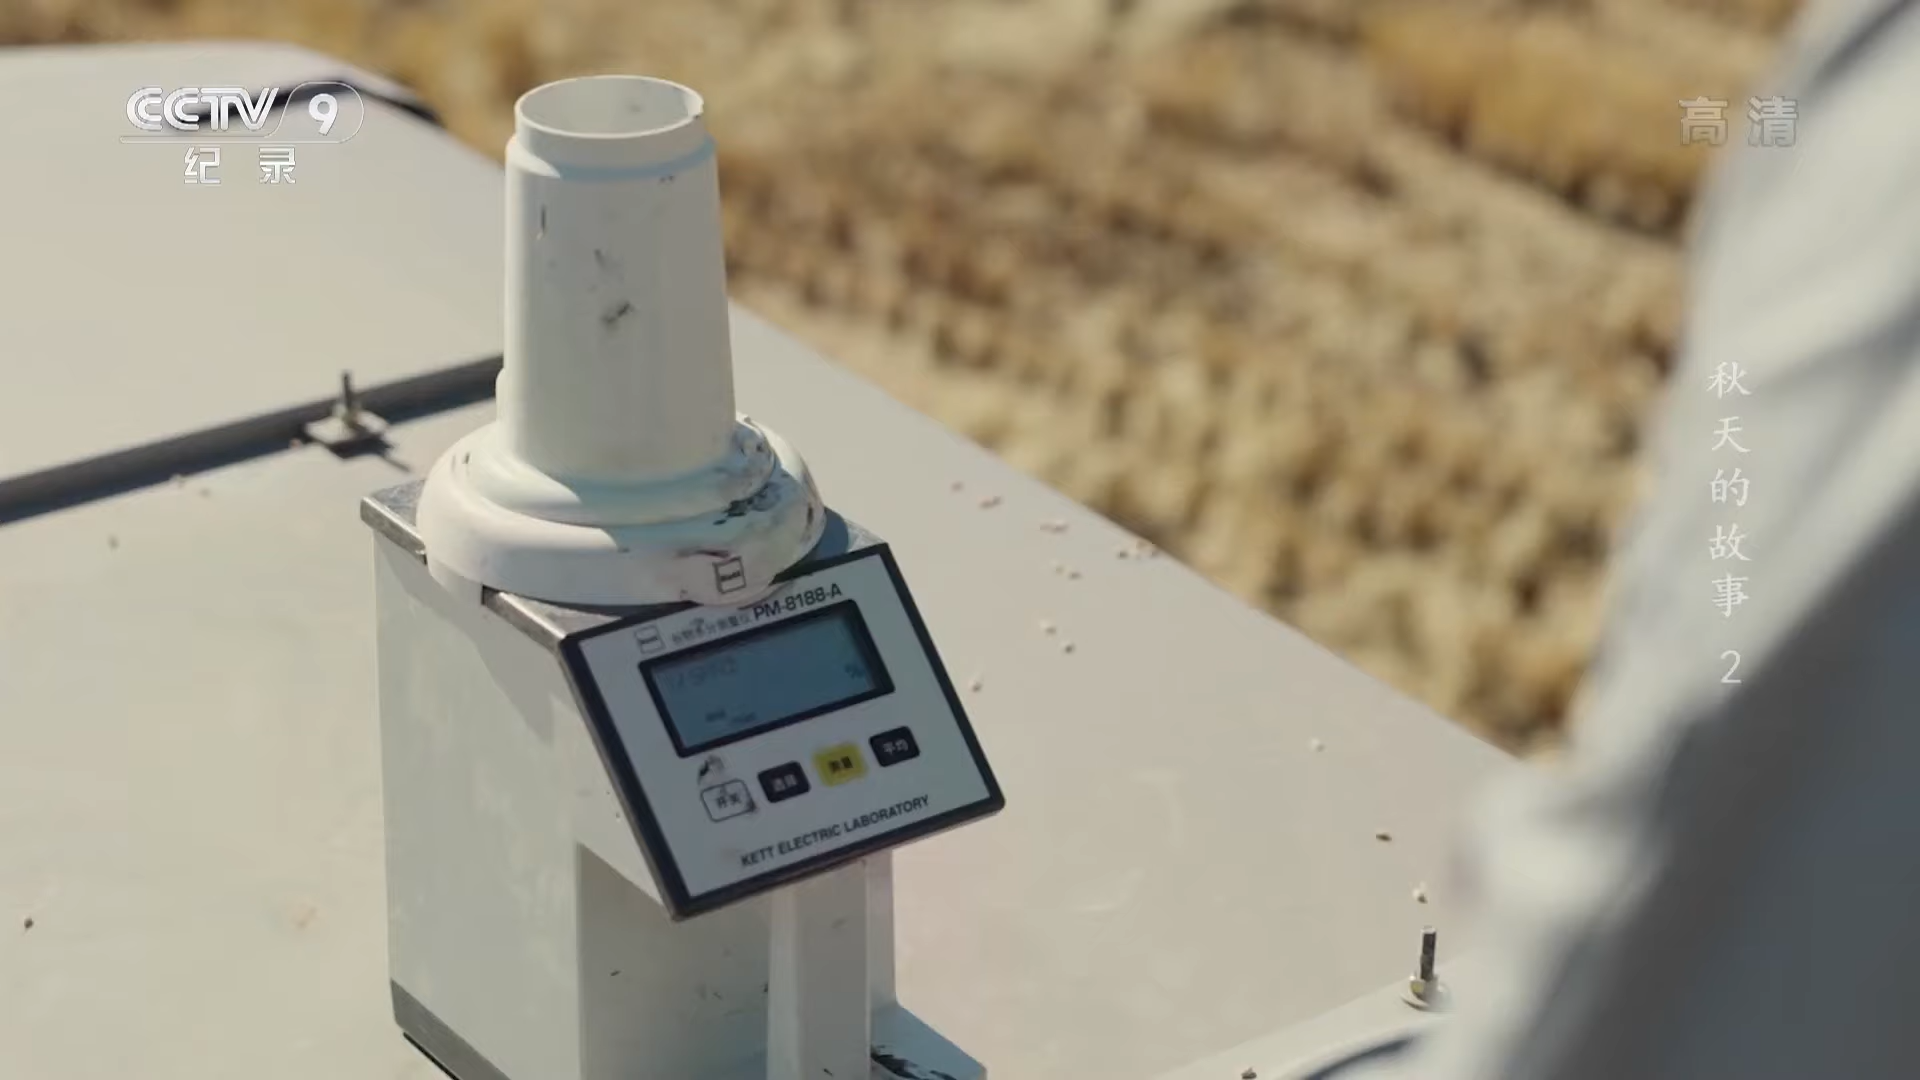 CCTV 9
纪录
高清
秋天的故事 2
Kett
PM-8188-A
开关
选择
测量
平均
KETT ELECTRIC LABORATORY